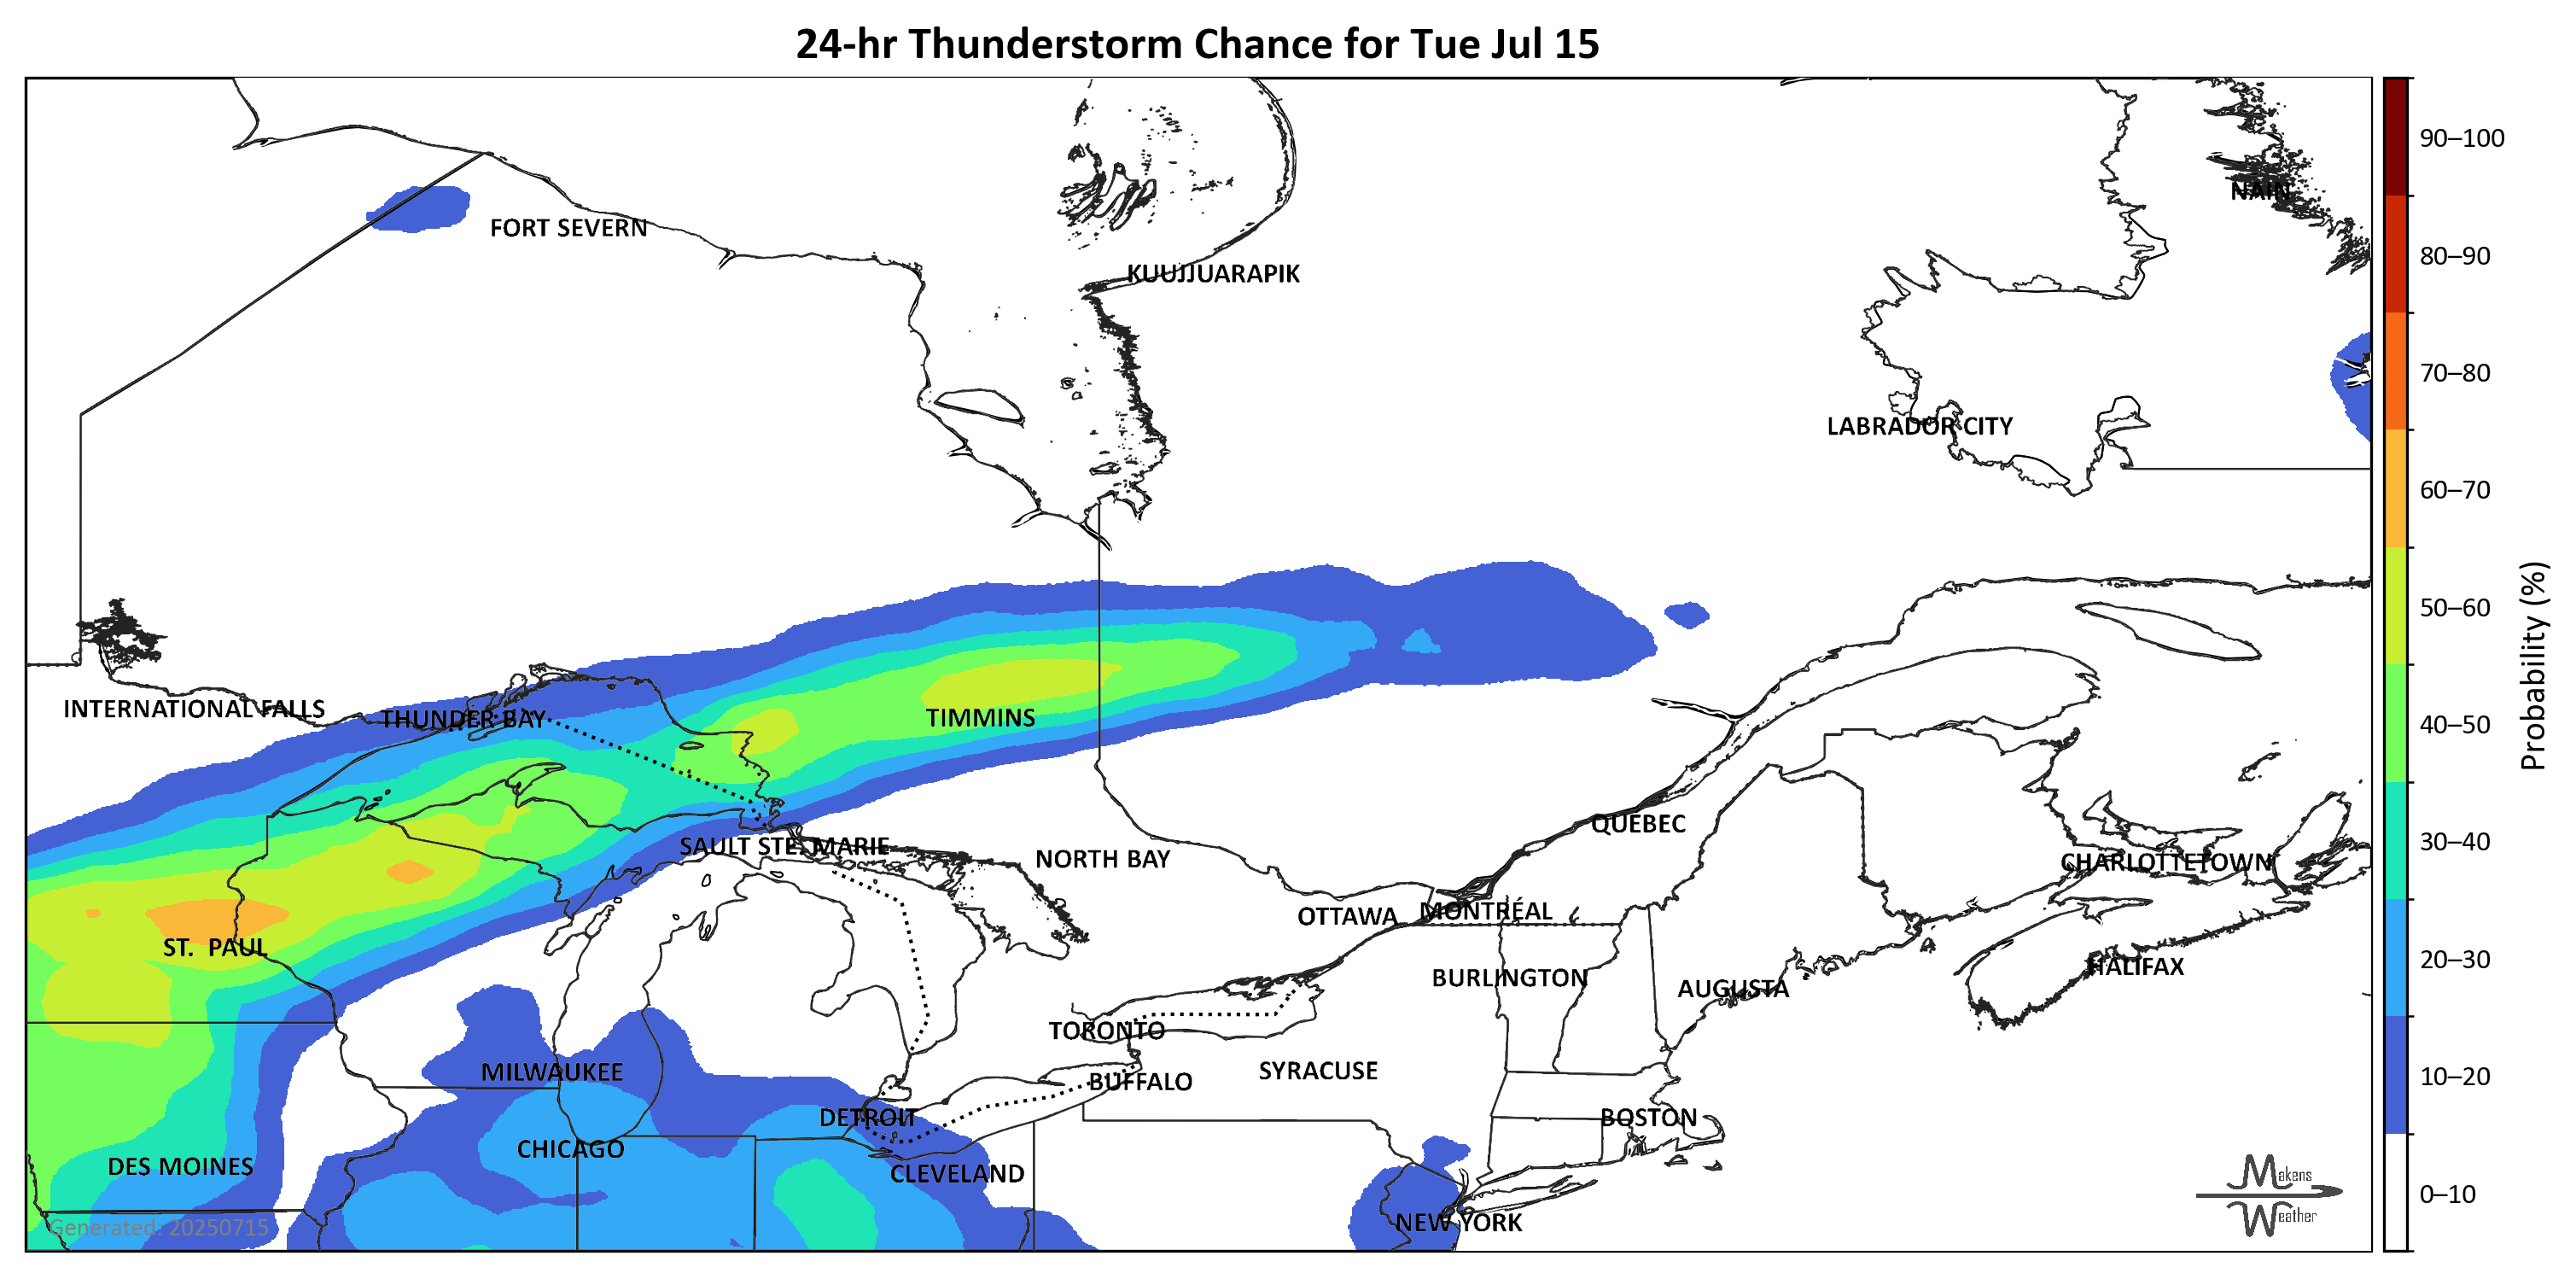 24-hr Thunderstorm Chance for Tue Jul 15
90–100
NAIN
FORT SEVERN
80–90
KUUJJUARAPIK
70–80
LABRADOR CITY
60–70
50–60
Probability (%)
INTERNATIONAL FALLS
THUNDER BAY
TIMMINS
40–50
QUEBEC
SAULT STE. MARIE
NORTH BAY
CHARLOTTETOWN
30–40
OTTAWA
MONTRÉAL
ST. PAUL
20–30
BURLINGTON
AUGUSTA
HALIFAX
TORONTO
MILWAUKEE
BUFFALO
SYRACUSE
10–20
DETROIT
BOSTON
CHICAGO
DES MOINES
CLEVELAND
Makens
Weather
0–10
NEW YORK
Generated: 20250715